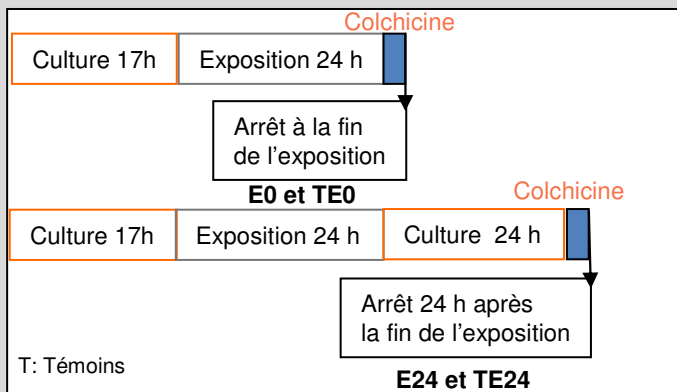 Colchicine
Culture 17h Exposition 24 h
Arrêt à la fin
de l'exposition
E0 et TE0
Colchicine
Culture 17h Exposition 24 h Culture 24 h
Arrêt 24 h après
la fin de l'exposition
T: Témoins
E24 et TE24